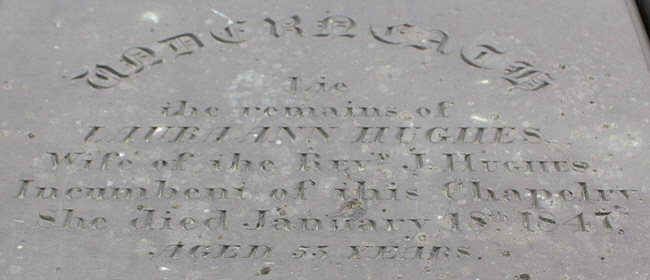 UNDERNEATH
Lie
the remains of
LAURA ANN HUGHES,
Wife of the Revd. J. HUGHES.
Incumbent of this Chapelry.
She died January 18th. 1847,
AGED 55 YEARS.